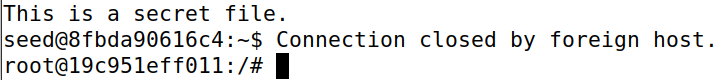 This is a secret file.
seed@8fbda90616c4:~$ Connection closed by foreign host.
root@19c951eff011:/#